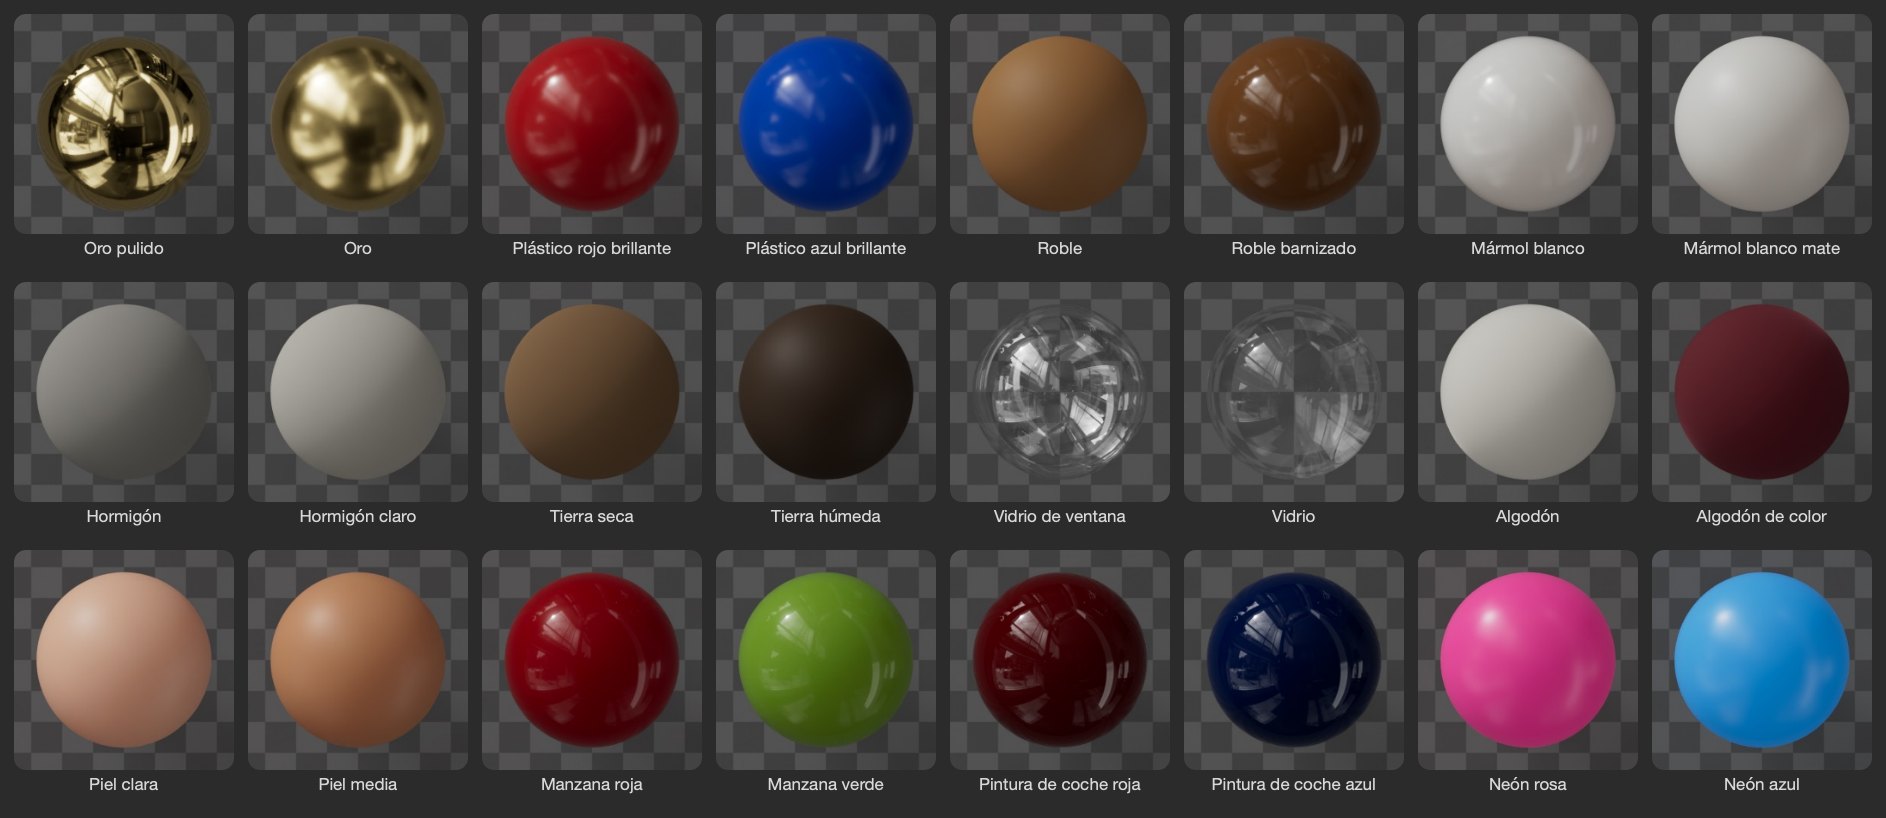 Oro pulido
Oro
Plástico rojo brillante
Plástico azul brillante
Roble
Roble barnizado
Mármol blanco
Mármol blanco mate
Hormigón
Hormigón claro
Tierra seca
Tierra húmeda
Vidrio de ventana
Vidrio
Algodón
Algodón de color
Piel clara
Piel media
Manzana roja
Manzana verde
Pintura de coche roja
Pintura de coche azul
Neón rosa
Neón azul